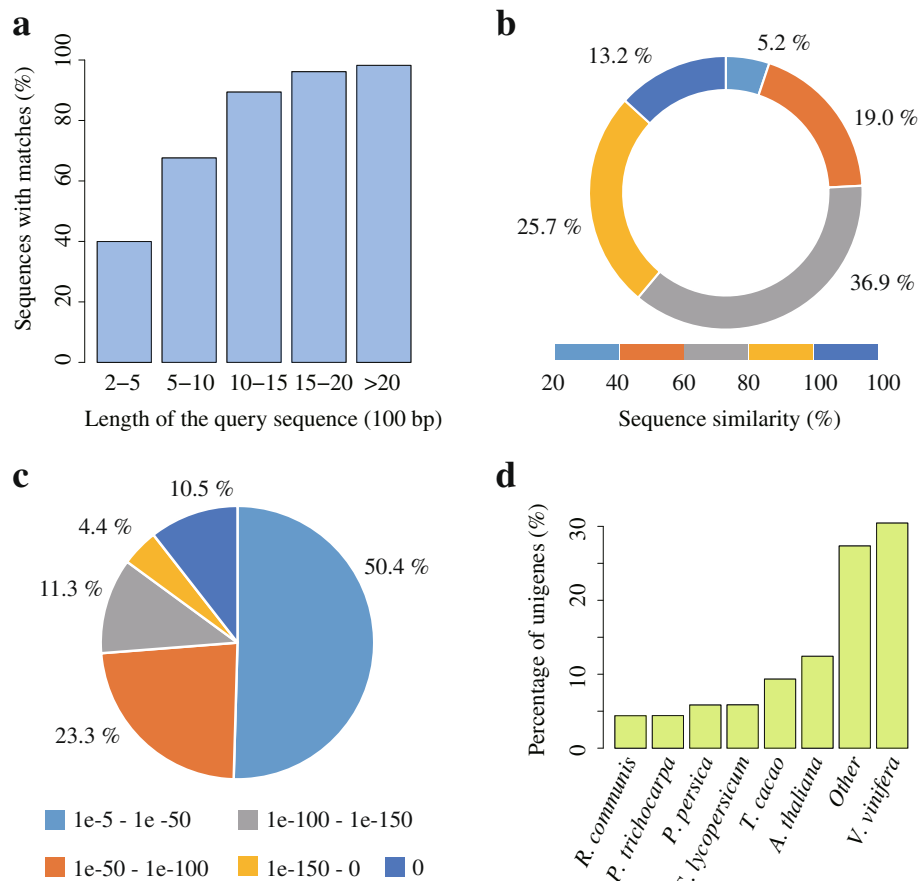 a
Sequences with matches (%)
100
80
60
40
20
0
2–5 5–10 10–15 15–20 >20
Length of the query sequence (100 bp)
b
5.2 %
19.0 %
36.9 %
25.7 %
13.2 %
20 40 60 80 100 100
Sequence similarity (%)
c
50.4 %
23.3 %
11.3 %
4.4 %
10.5 %
1e-5 - 1e -50
1e-100 - 1e-150
1e-50 - 1e-100
1e-150 - 0
0
d
Percentage of unigenes (%)
30
20
10
0
R. communis
P. trichocarpa
P. persica
lycopersicum
T. cacao
A. thaliana
Other
V. vinifera